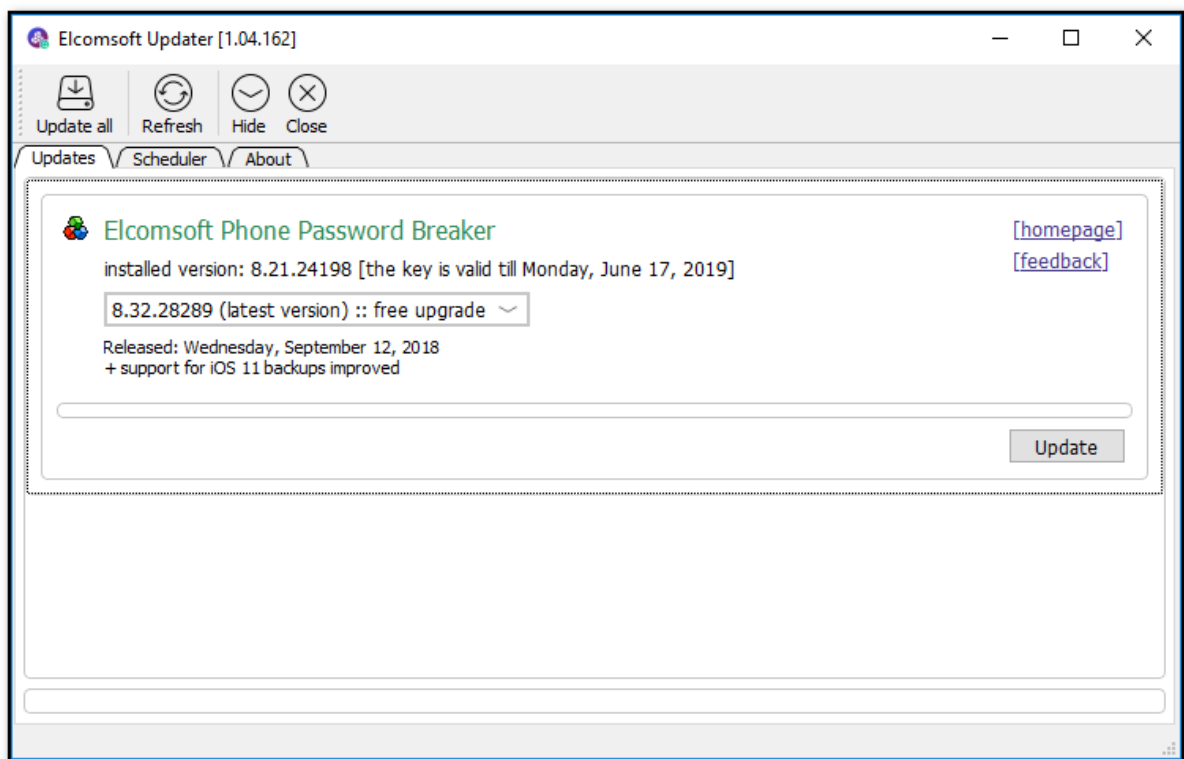 Elcomsoft Updater [1.04.162]
Update all Refresh Hide Close
Updates Scheduler About
Elcomsoft Phone Password Breaker [homepage]
installed version: 8.21.24198 [the key is valid till Monday, June 17, 2019] [feedback]
8.32.28289 (latest version) :: free upgrade
Released: Wednesday, September 12, 2018
+ support for iOS 11 backups improved
Update